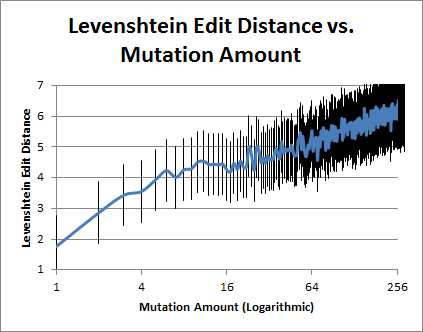 Levenshtein Edit Distance vs.
Mutation Amount
Levenshtein Edit Distance
7
6
5
4
3
2
1
1 4 16 64 256
Mutation Amount (Logarithmic)